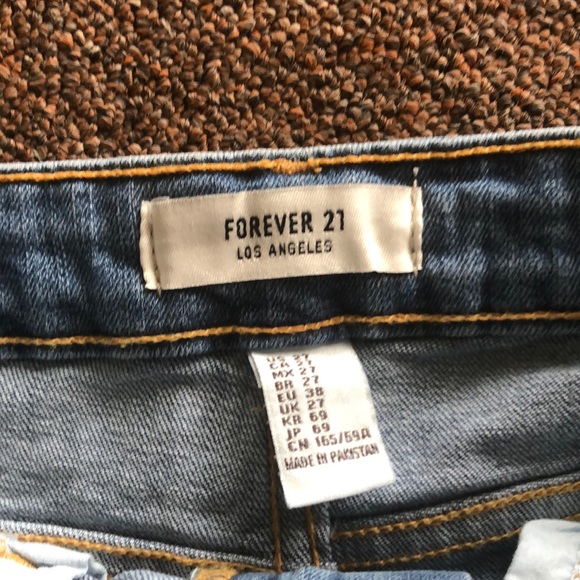 FOREVER 21
LOS ANGELES
US 27
CA 27
MX 27
BR 27
EU 38
UK 27
KR 69
JP 69
CN 165/69A
MADE IN PAKISTAN